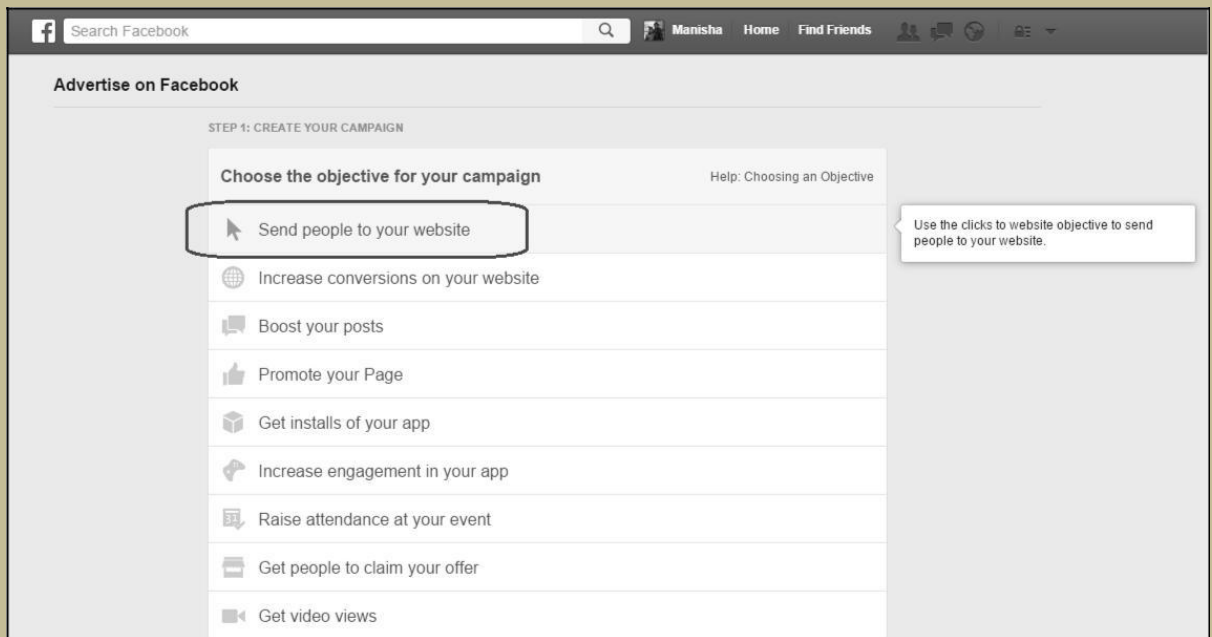 f Search Facebook Manisha Home Find Friends
Advertise on Facebook
STEP 1: CREATE YOUR CAMPAIGN
Choose the objective for your campaign Help: Choosing an Objective
Send people to your website
Use the clicks to website objective to send
people to your website.
Increase conversions on your website
Boost your posts
Promote your Page
Get installs of your app
Increase engagement in your app
31
Raise attendance at your event
Get people to claim your offer
Get video views